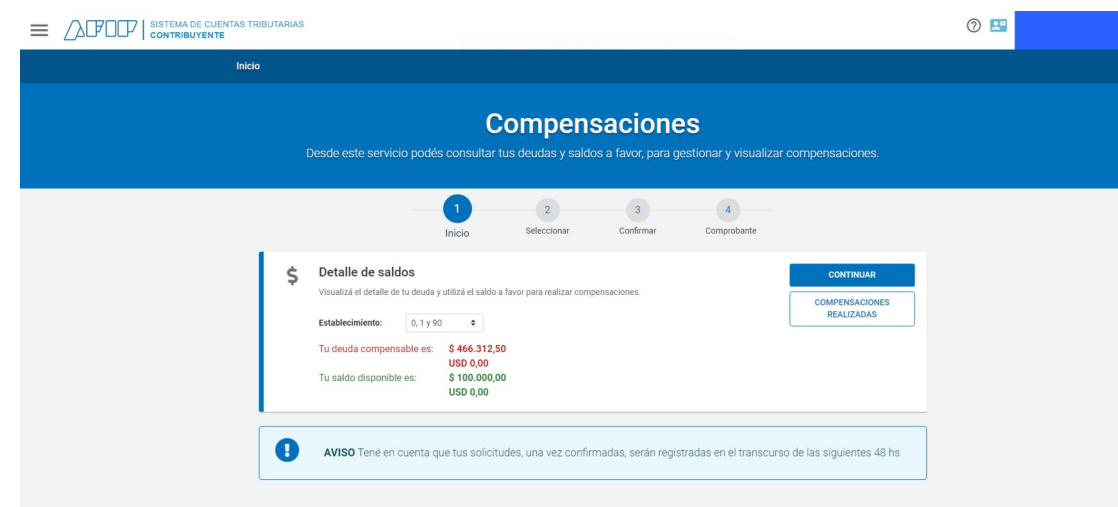 AFIP
SISTEMA DE CUENTAS TRIBUTARIAS
CONTRIBUYENTE
Inicio
Compensaciones
Desde este servicio podés consultar tus deudas y saldos a favor, para gestionar y visualizar compensaciones.
1 2 3 4
Inicio Seleccionar Confirmar Comprobante
$ Detalle de saldos
CONTINUAR
Visualizá el detalle de tu deuda y utilizá el saldo a favor para realizar compensaciones.
COMPENSACIONES
REALIZADAS
Establecimiento: 0, 1 y 90
Tu deuda compensable es: $ 466.312,50
USD 0,00
Tu saldo disponible es: $ 100.000,00
USD 0,00
AVISO Tené en cuenta que tus solicitudes, una vez confirmadas, serán registradas en el transcurso de las siguientes 48 hs